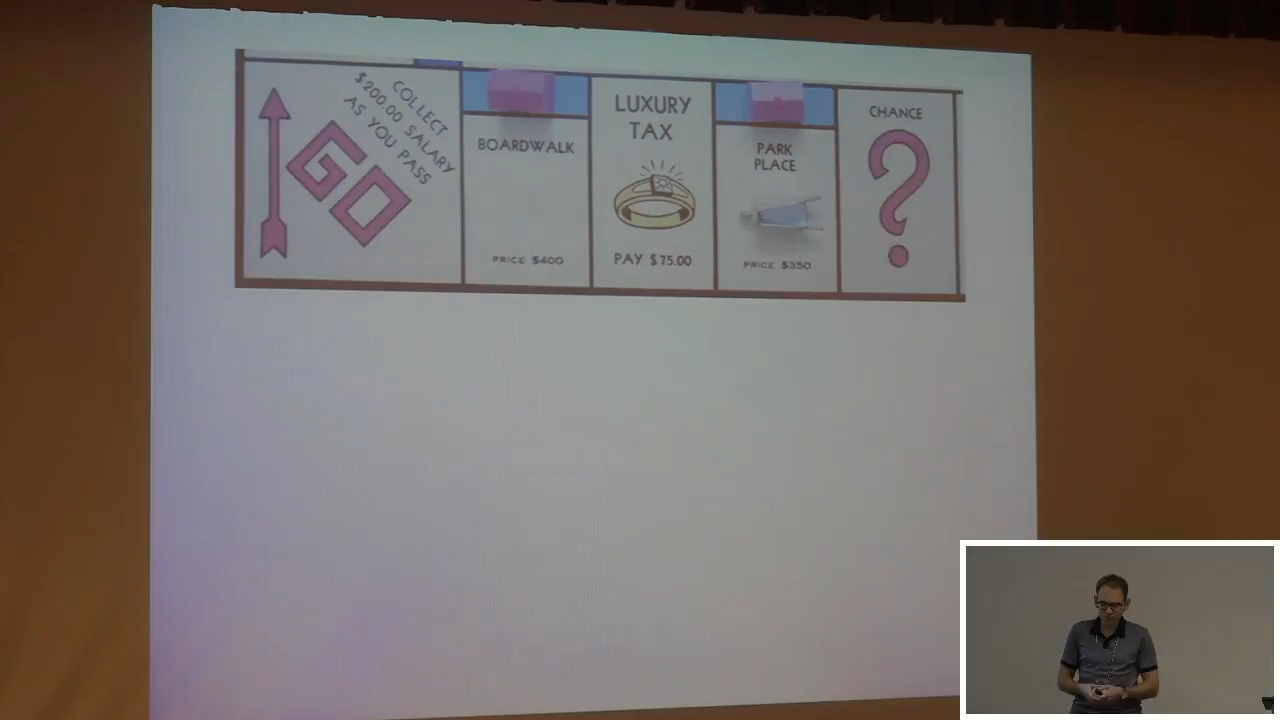 COLLECT
$200.00 SALARY
AS YOU PASS
GO
BOARDWALK
PRICE $400
LUXURY
TAX
PAY $75.00
PARK
PLACE
PRICE $350
CHANCE
?